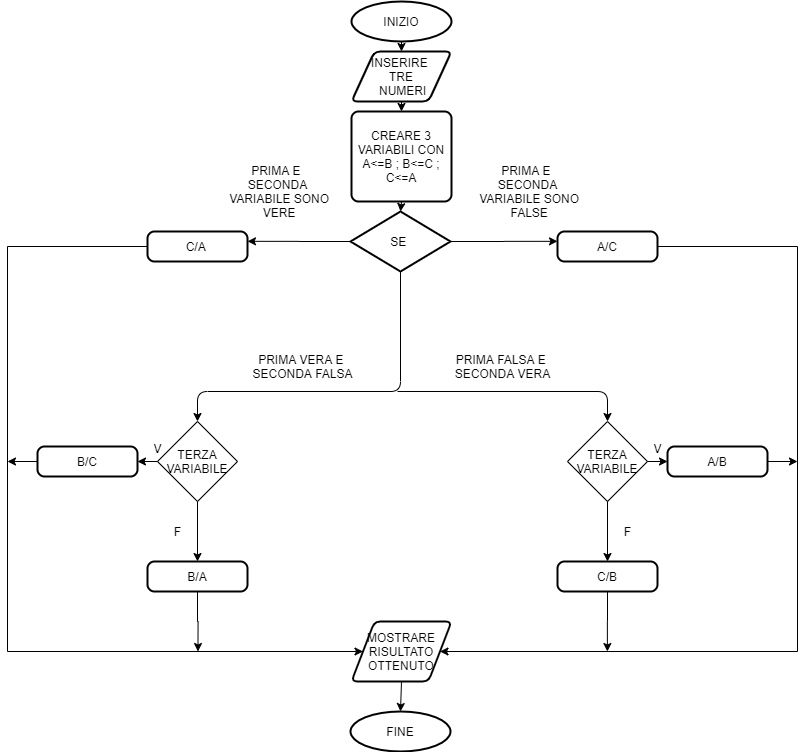 INIZIO
INSERIRE
TRE
NUMERI
CREARE 3
VARIABILI CON
A<=B ; B<=C ;
C<=A
PRIMA E
SECONDA
VARIABILE SONO
VERE
PRIMA E
SECONDA
VARIABILE SONO
FALSE
C/A
SE
A/C
PRIMA VERA E
SECONDA FALSA
PRIMA FALSA E
SECONDA VERA
B/C
V
TERZA
VARIABILE
TERZA
VARIABILE
V
A/B
F
F
B/A
C/B
MOSTRARE
RISULTATO
OTTENUTO
FINE